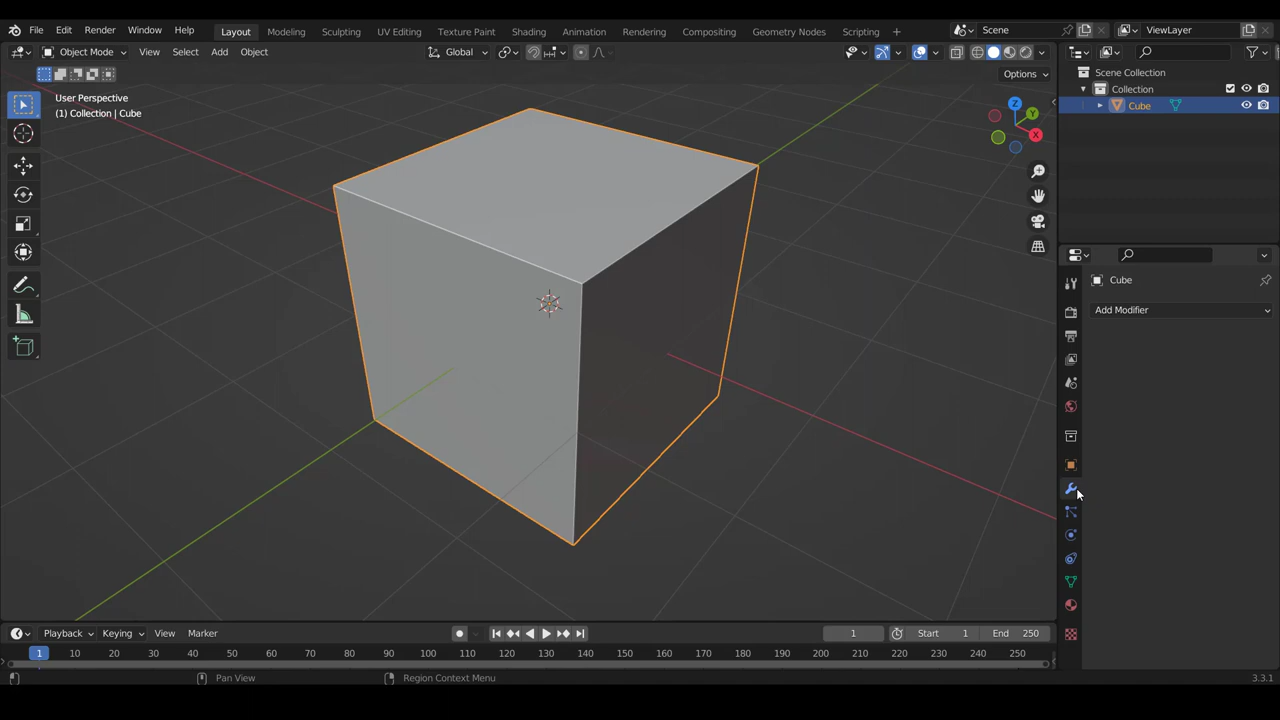 File Edit Render Window Help Layout Modeling Sculpting UV Editing Texture Paint Shading Animation Rendering Compositing Geometry Nodes Scripting + Scene ViewLayer
Object Mode View Select Add Object Global
Options
User Perspective
(1) Collection | Cube
Z
Y
X
Scene Collection
Collection
Cube
Cube
Add Modifier
Playback Keying View Marker 1 Start 1 End 250
1 10 20 30 40 50 60 70 80 90 100 110 120 130 140 150 160 170 180 190 200 210 220 230 240 250
Pan View Region Context Menu 3.3.1